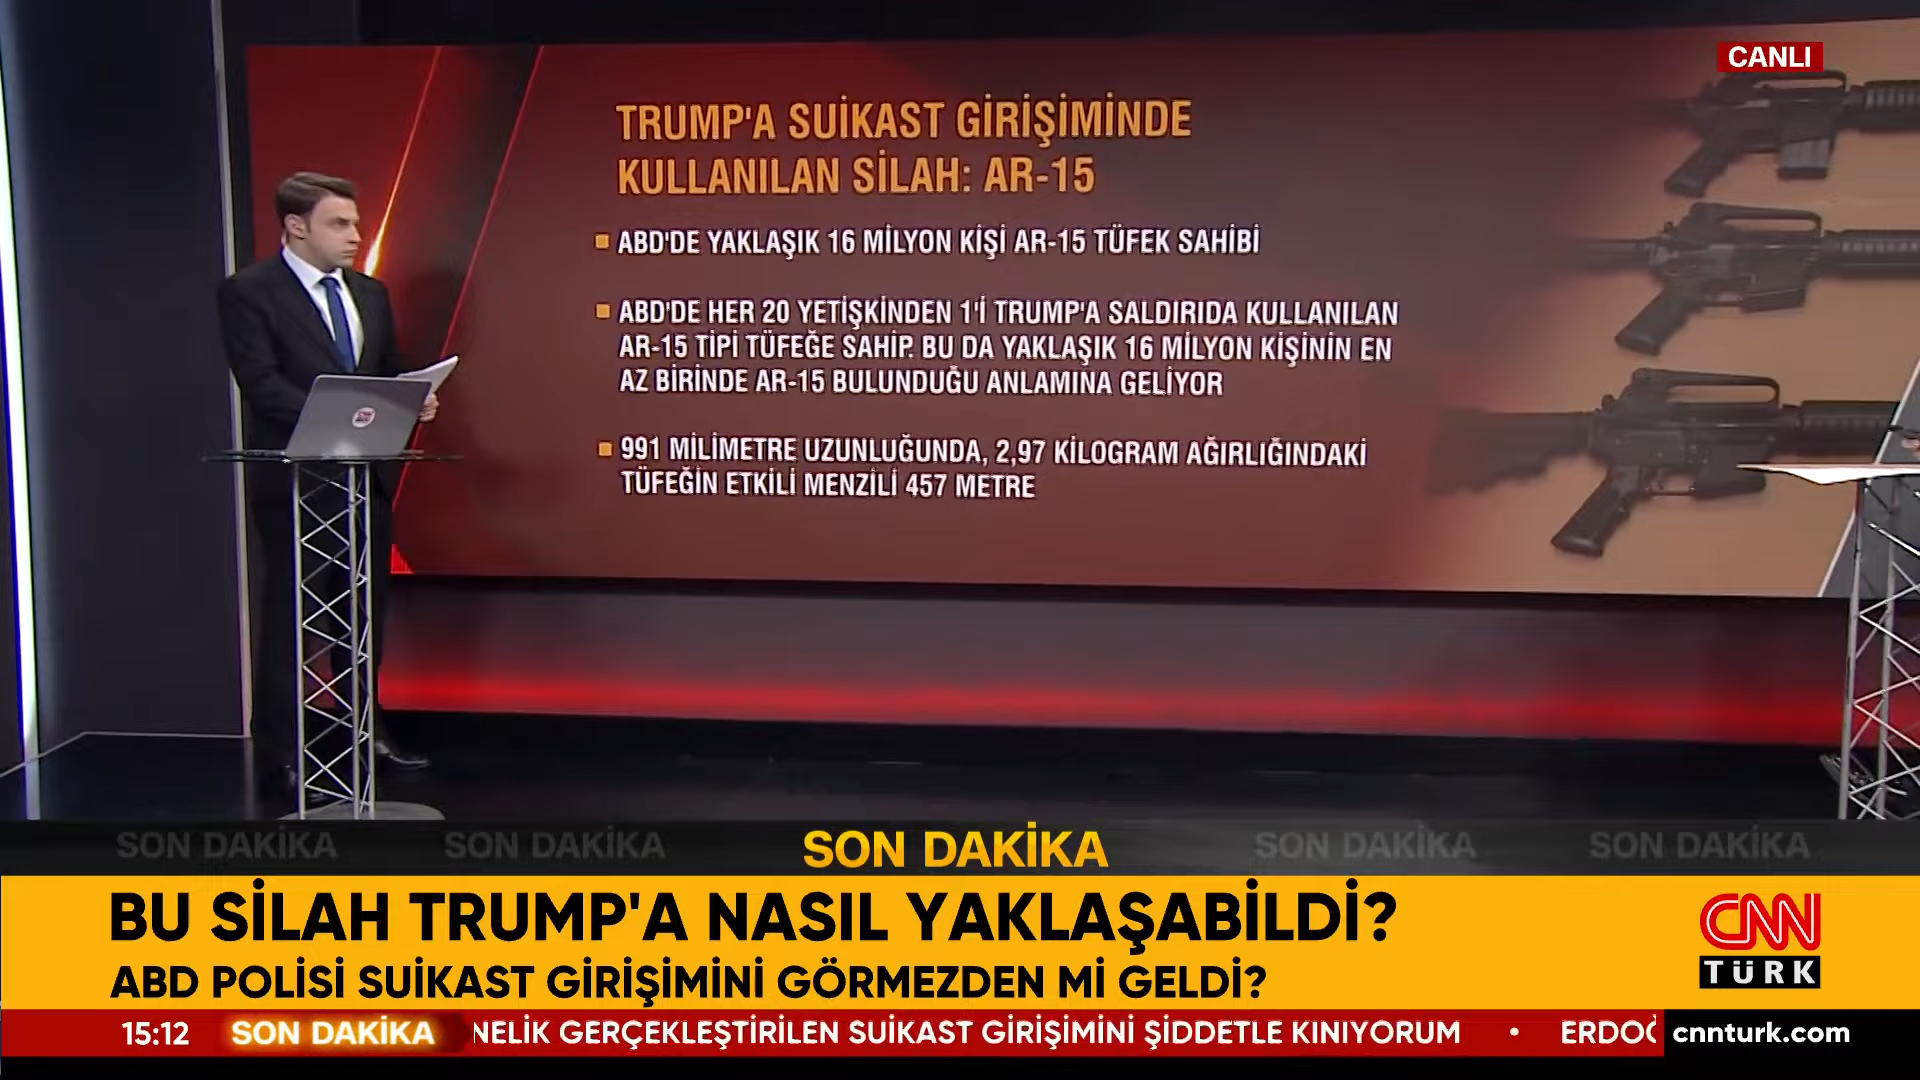 CANLI
TRUMP'A SUİKAST GİRİŞİMİNDE
KULLANILAN SİLAH: AR-15
ABD'DE YAKLAŞIK 16 MİLYON KİŞİ AR-15 TÜFEK SAHİBİ
ABD'DE HER 20 YETİŞKİNDEN 1'İ TRUMP'A SALDIRIDA KULLANILAN
AR-15 TİPİ TÜFEĞE SAHİP. BU DA YAKLAŞIK 16 MİLYON KİŞİNİN EN
AZ BİRİNDE AR-15 BULUNDUĞU ANLAMINA GELİYOR
991 MİLİMETRE UZUNLUĞUNDA, 2,97 KİLOGRAM AĞIRLIĞINDAKİ
TÜFEĞİN ETKİLİ MENZİLİ 457 METRE
SON DAKİKA SON DAKİKA SON DAKİKA SON DAKİKA SON DAKİKA
BU SİLAH TRUMP'A NASIL YAKLAŞABİLDİ?
ABD POLİSİ SUİKAST GİRİŞİMİNİ GÖRMEZDEN Mİ GELDİ?
CNN
TÜRK
15:12 SON DAKİKA NELİK GERÇEKLEŞTİRİLEN SUİKAST GİRİŞİMİNİ ŞİDDETLE KINIYORUM • ERDOĞ cnnturk.com